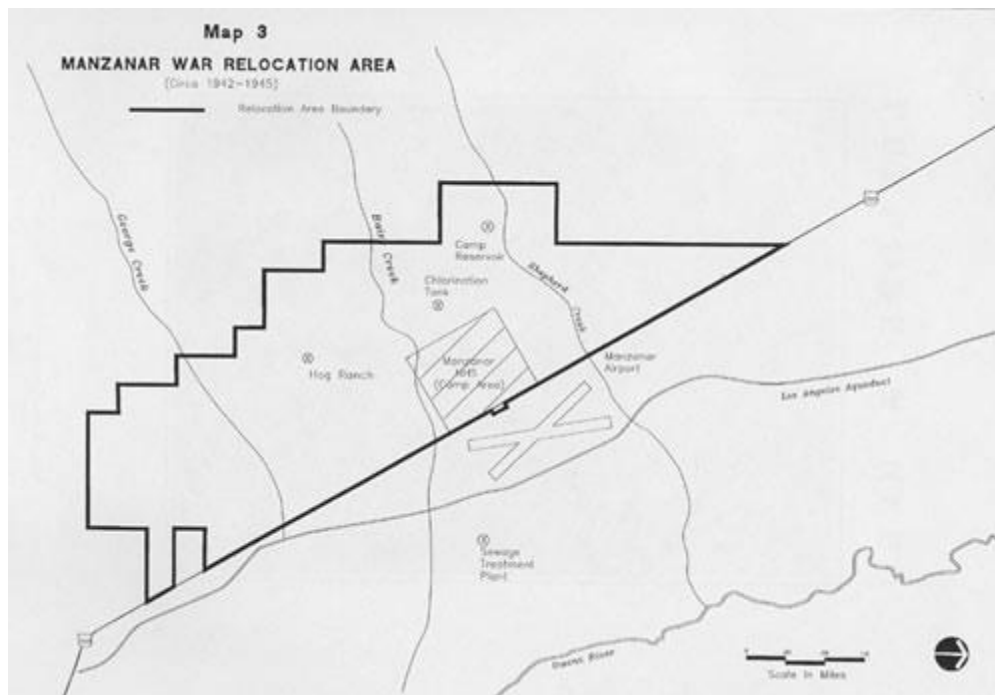 Map 3
MANZANAR WAR RELOCATION AREA
(Circa 1942-1945)
Relocation Area Boundary
George Creek
Bairs Creek
Camp
Reservoir
Shepherd
Creek
Chlorination
Tank
Manzanar
NHS
(Camp Area)
Hog Ranch
Manzanar
Airport
Los Angeles Aqueduct
Sewage
Treatment
Plant
Owens River
Scale In Miles